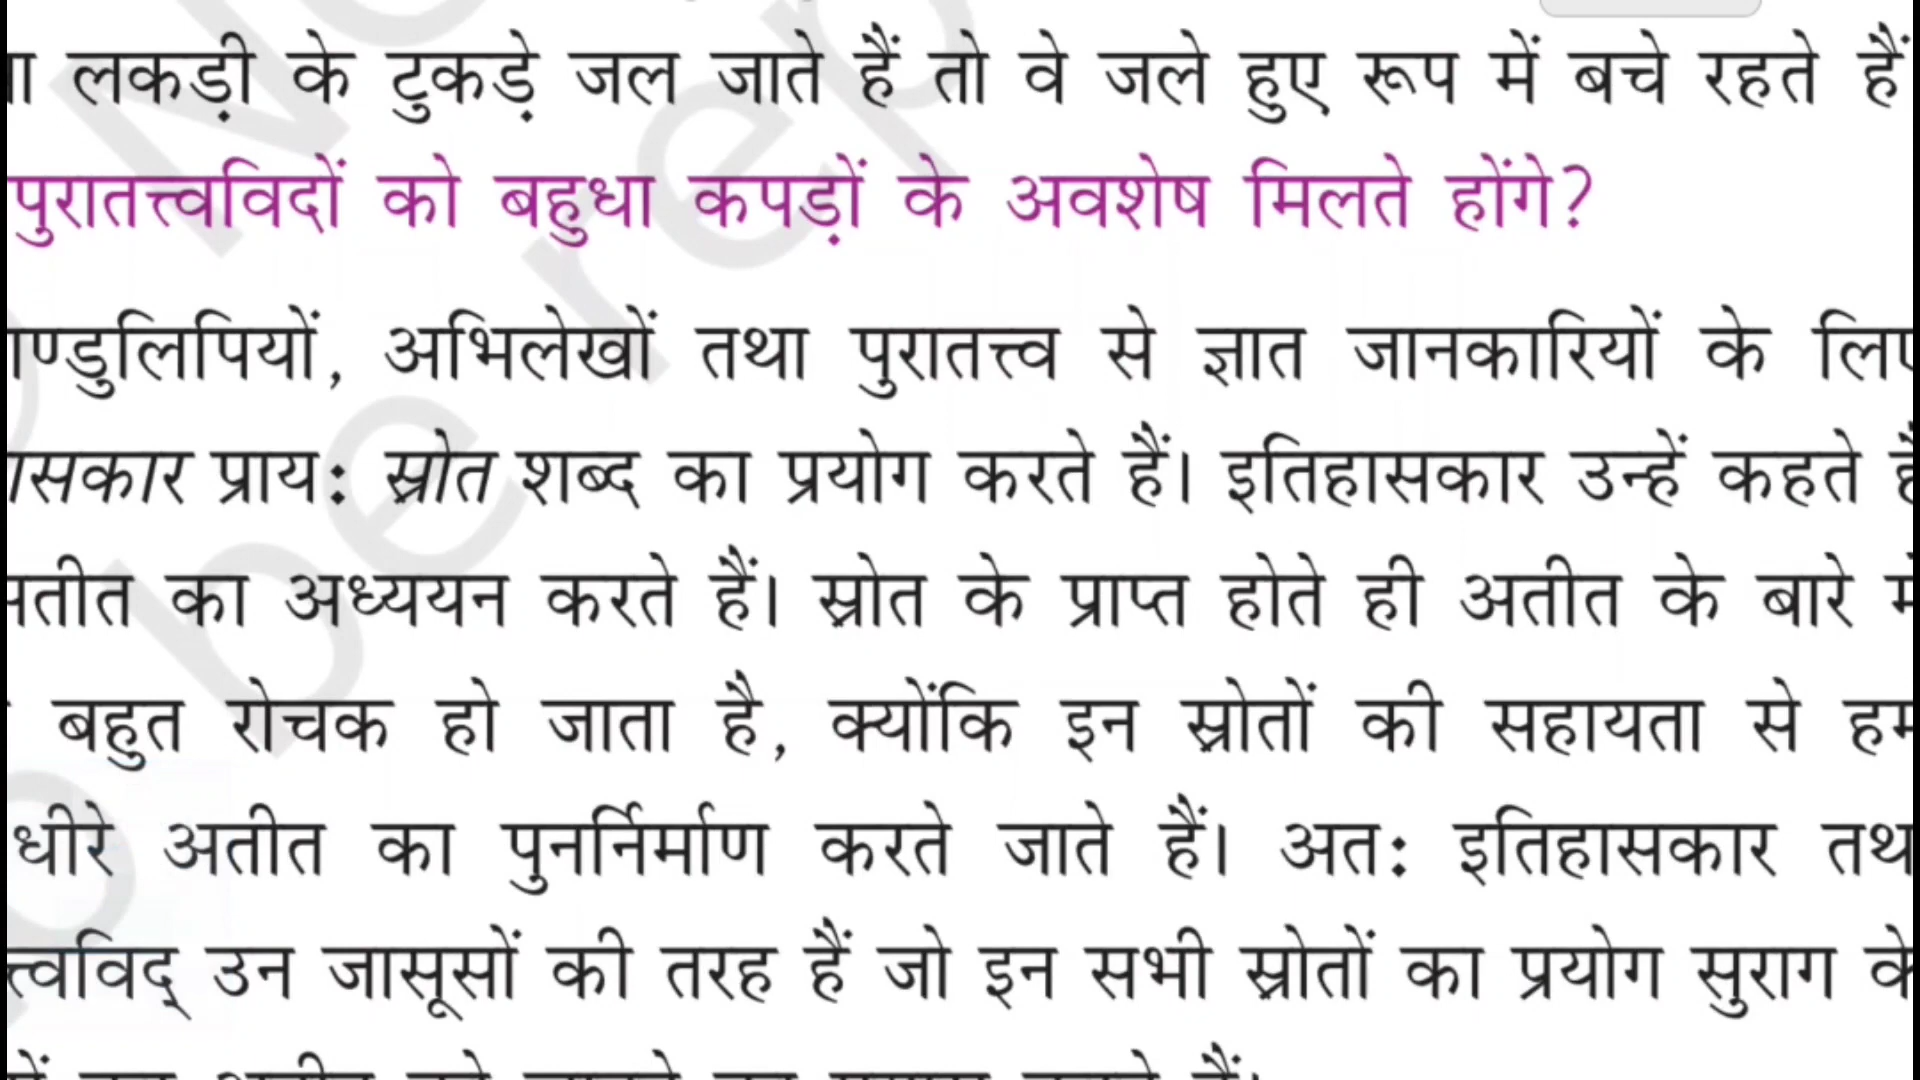 लकड़ी के टुकड़े जल जाते हैं तो वे जले हुए रूप में बचे रहते हैं
पुरातत्त्वविदों को बहुधा कपड़ों के अवशेष मिलते होंगे?
ण्डुलिपियों, अभिलेखों तथा पुरातत्त्व से ज्ञात जानकारियों के लिए
ासकार प्रायः स्रोत शब्द का प्रयोग करते हैं। इतिहासकार उन्हें कहते
तीत का अध्ययन करते हैं। स्रोत के प्राप्त होते ही अतीत के बारे में
बहुत रोचक हो जाता है, क्योंकि इन स्रोतों की सहायता से हम
धीरे अतीत का पुनर्निर्माण करते जाते हैं। अतः इतिहासकार तथ
त्त्वविद् उन जासूसों की तरह हैं जो इन सभी स्रोतों का प्रयोग सुराग के